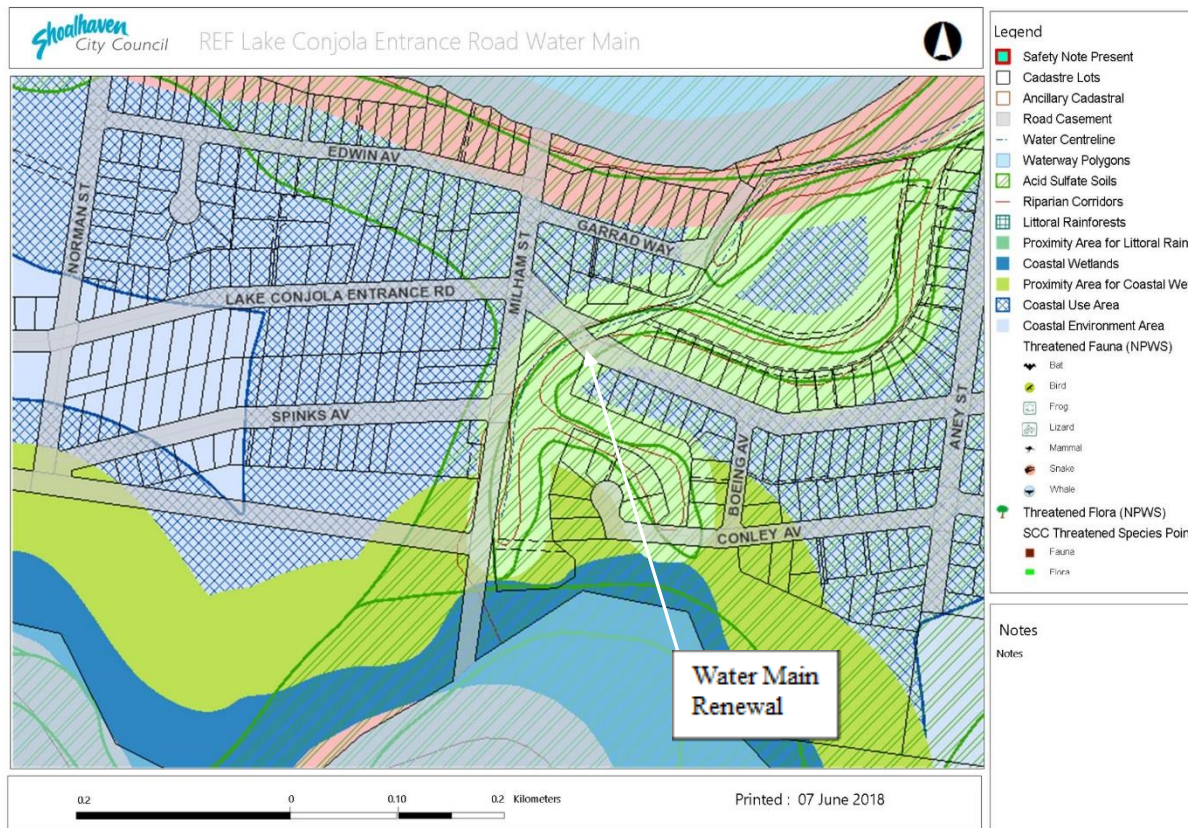 Shoalhaven
City Council
REF Lake Conjola Entrance Road Water Main
EDWIN AV
NORMAN ST
GARRAD WAY
MILHAM ST
LAKE CONJOLA ENTRANCE RD
SPINKS AV
ANEY ST
BOEING AV
CONLEY AV
Water Main
Renewal
Legend
Safety Note Present
Cadastre Lots
Ancillary Cadastral
Road Casement
Water Centreline
Waterway Polygons
Acid Sulfate Soils
Riparian Corridors
Littoral Rainforests
Proximity Area for Littoral Rain
Coastal Wetlands
Proximity Area for Coastal We
Coastal Use Area
Coastal Environment Area
Threatened Fauna (NPWS)
Bat
Bird
Frog
Lizard
Mammal
Snake
Whale
Threatened Flora (NPWS)
SCC Threatened Species Poin
Fauna
Flora
Notes
Notes
0.2 0 0.10 0.2 Kilometers
Printed : 07 June 2018